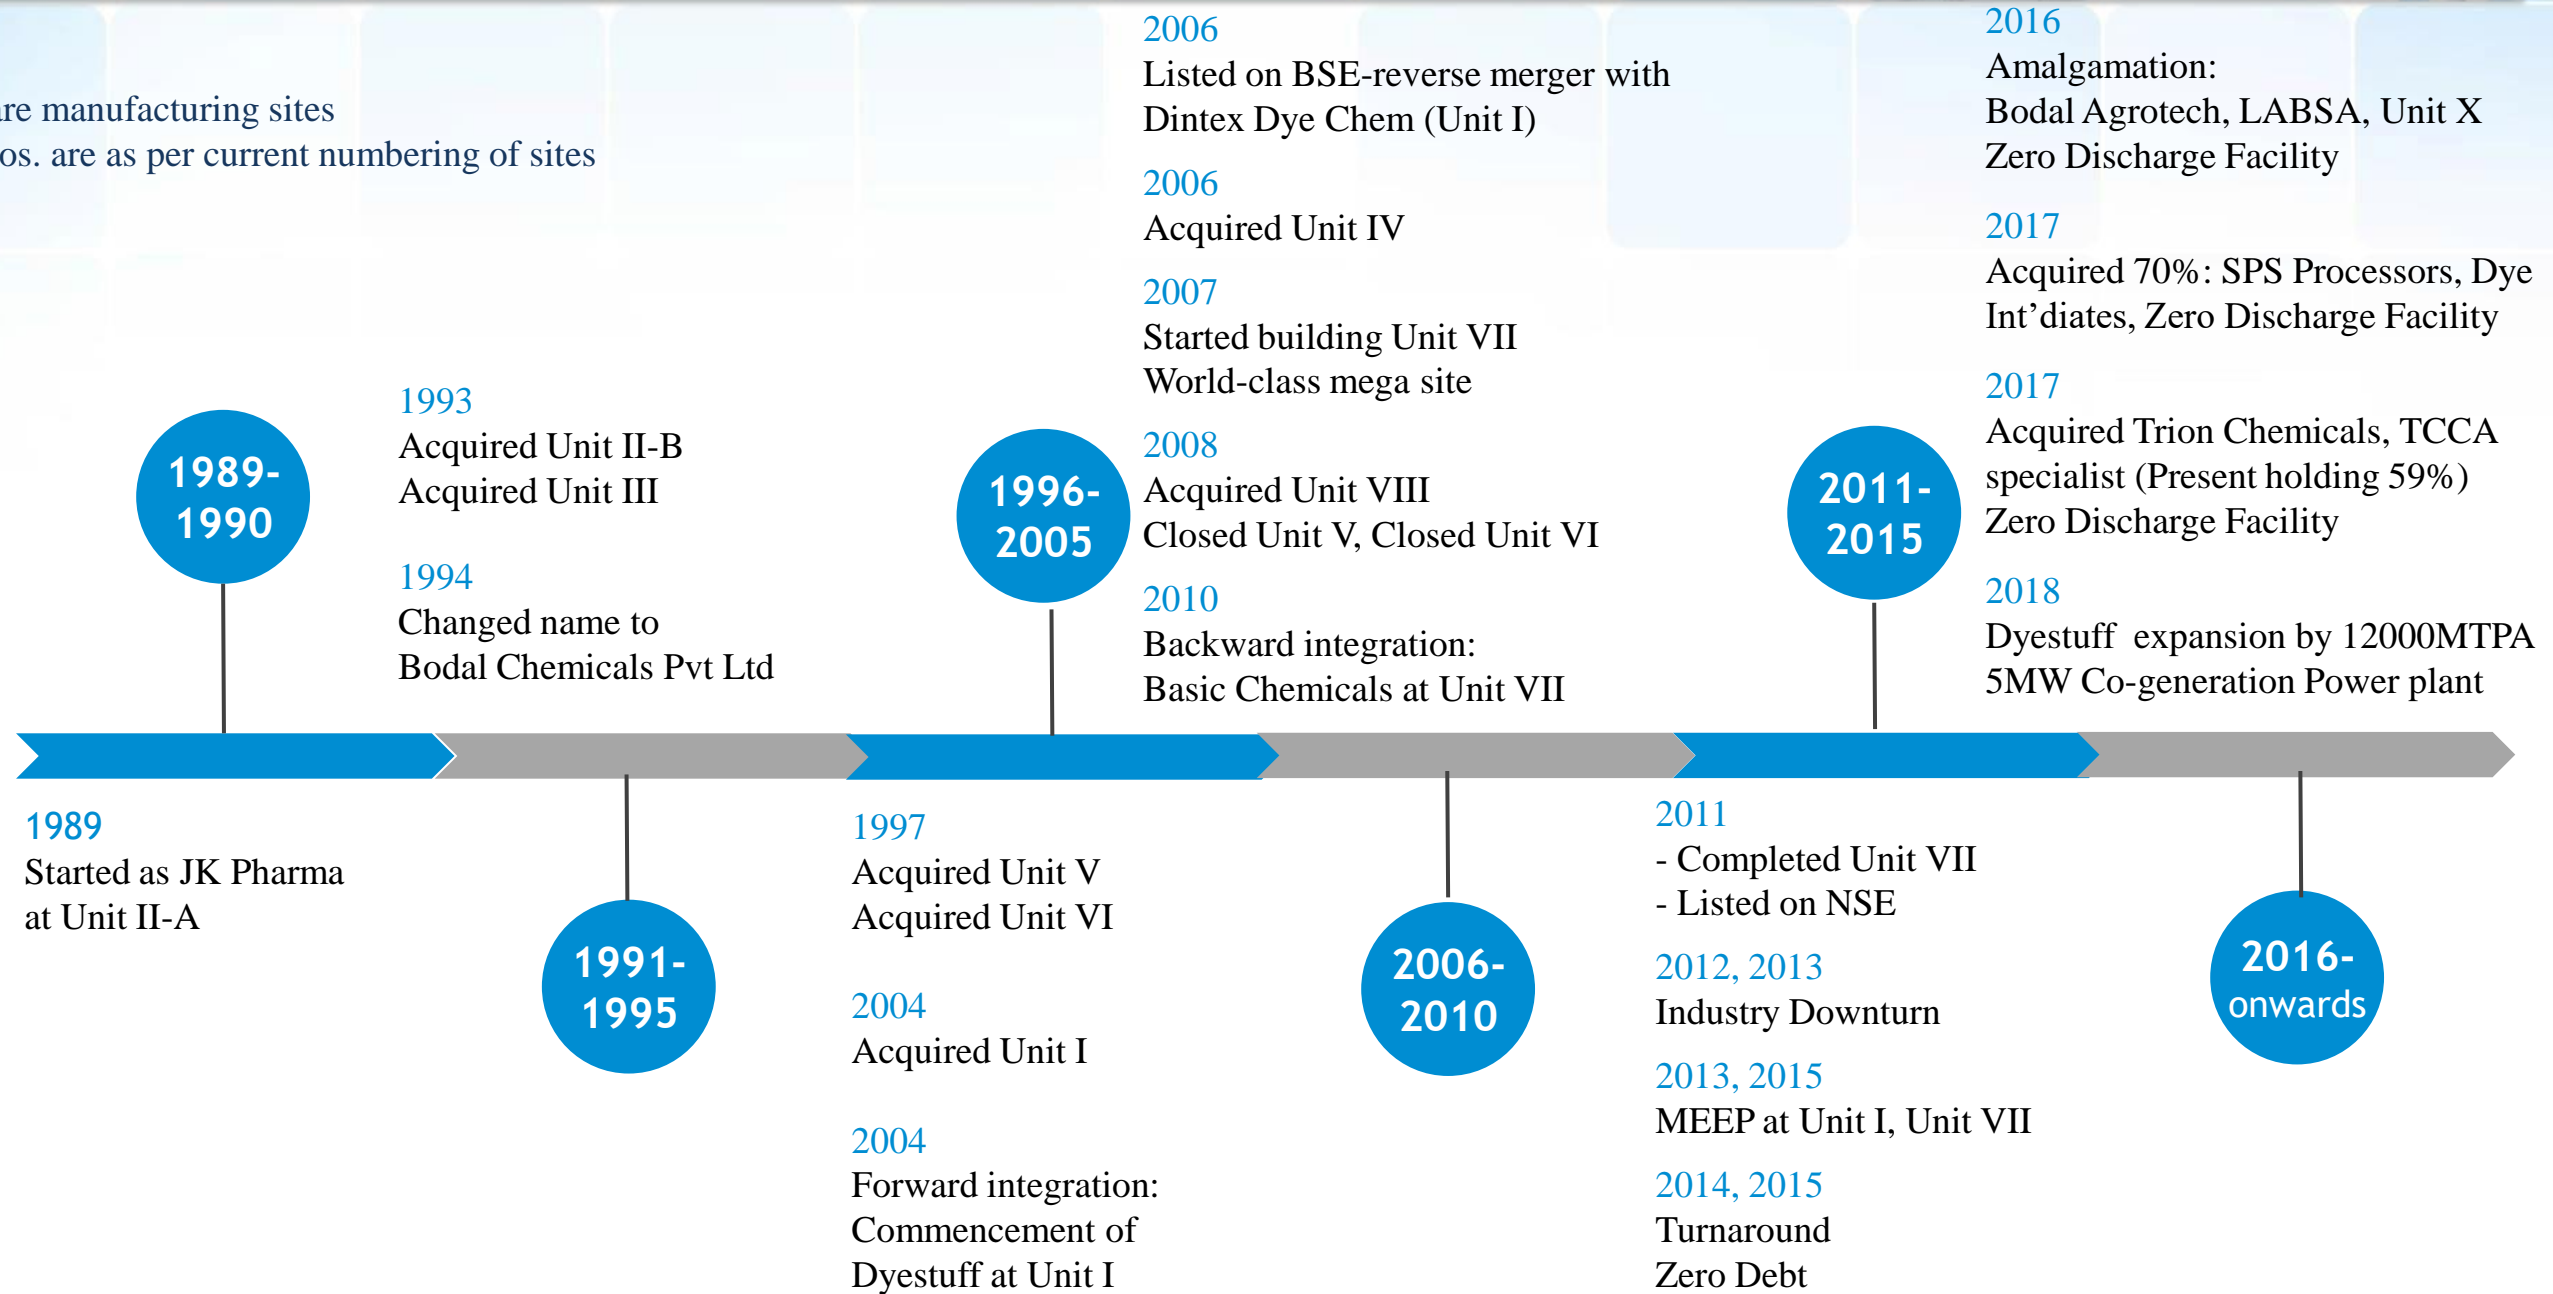 are manufacturing sites
os. are as per current numbering of sites
1989-
1990
1989
Started as JK Pharma
at Unit II-A
1993
Acquired Unit II-B
Acquired Unit III
1994
Changed name to
Bodal Chemicals Pvt Ltd
1991-
1995
1996-
2005
1997
Acquired Unit V
Acquired Unit VI
2004
Acquired Unit I
2004
Forward integration:
Commencement of
Dyestuff at Unit I
2006
Listed on BSE-reverse merger with
Dintex Dye Chem (Unit I)
2006
Acquired Unit IV
2007
Started building Unit VII
World-class mega site
2008
Acquired Unit VIII
Closed Unit V, Closed Unit VI
2010
Backward integration:
Basic Chemicals at Unit VII
2006-
2010
2011-
2015
2011
- Completed Unit VII
- Listed on NSE
2012, 2013
Industry Downturn
2013, 2015
MEEP at Unit I, Unit VII
2014, 2015
Turnaround
Zero Debt
2016
Amalgamation:
Bodal Agrotech, LABSA, Unit X
Zero Discharge Facility
2017
Acquired 70%: SPS Processors, Dye
Int’diates, Zero Discharge Facility
2017
Acquired Trion Chemicals, TCCA
specialist (Present holding 59%)
Zero Discharge Facility
2018
Dyestuff expansion by 12000MTPA
5MW Co-generation Power plant
2016-
onwards